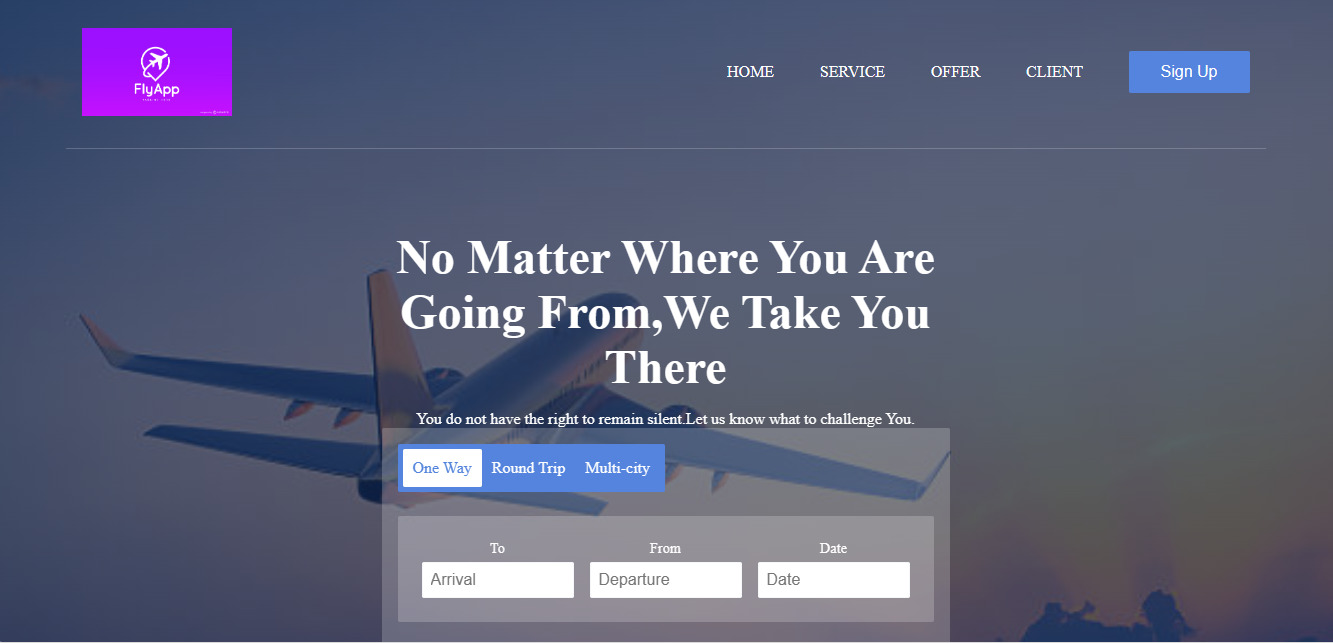 FlyApp
HOME SERVICE OFFER CLIENT Sign Up
No Matter Where You Are
Going From,We Take You
There
You do not have the right to remain silent.Let us know what to challenge You.
One Way Round Trip Multi-city
To From Date
Arrival Departure Date